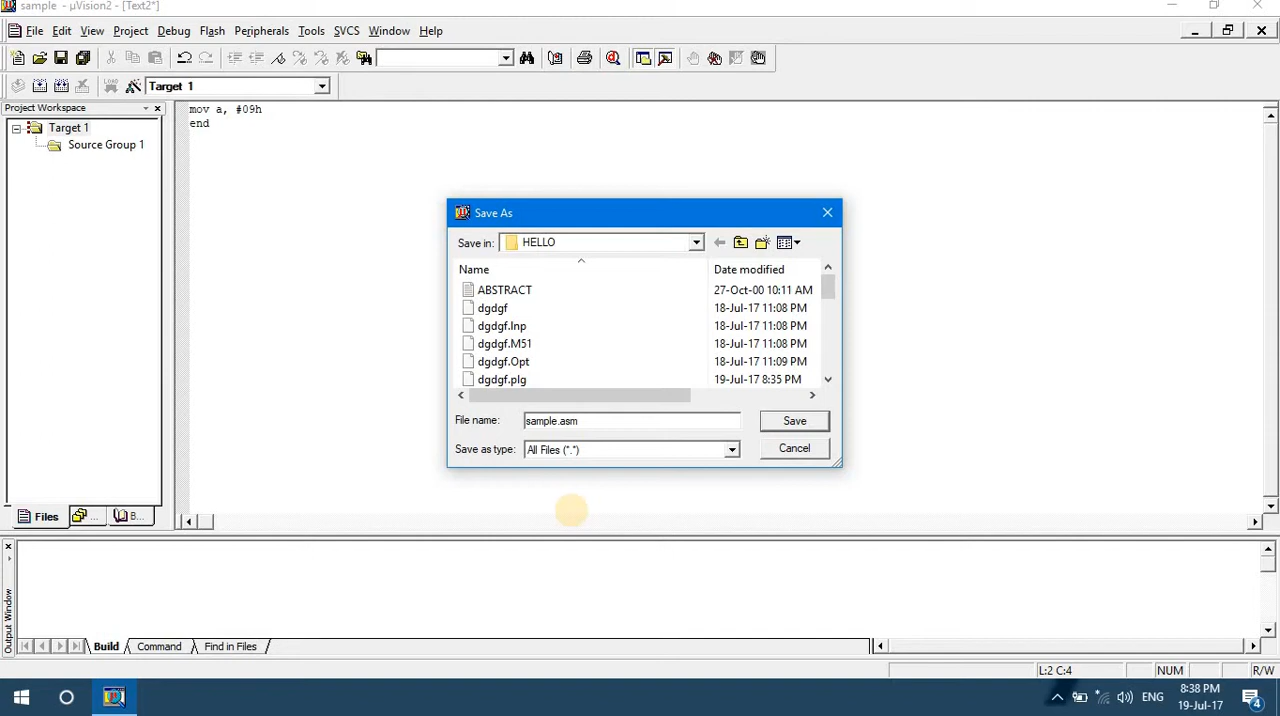 sample - µVision2 - [Text2*]
File Edit View Project Debug Flash Peripherals Tools SVCS Window Help
LOAD Target 1
Project Workspace
Target 1
Source Group 1
mov a, #09h
end
Save As
Save in: HELLO
Name Date modified
ABSTRACT 27-Oct-00 10:11 AM
dgdgf 18-Jul-17 11:08 PM
dgdgf.lnp 18-Jul-17 11:08 PM
dgdgf.M51 18-Jul-17 11:08 PM
dgdgf.Opt 18-Jul-17 11:09 PM
dgdgf.plg 19-Jul-17 8:35 PM
File name: sample.asm Save
Save as type: All Files (*.*) Cancel
Files ... B...
Output Window
Build Command Find in Files
L:2 C:4 NUM R/W
ENG 8:38 PM
19-Jul-17 4